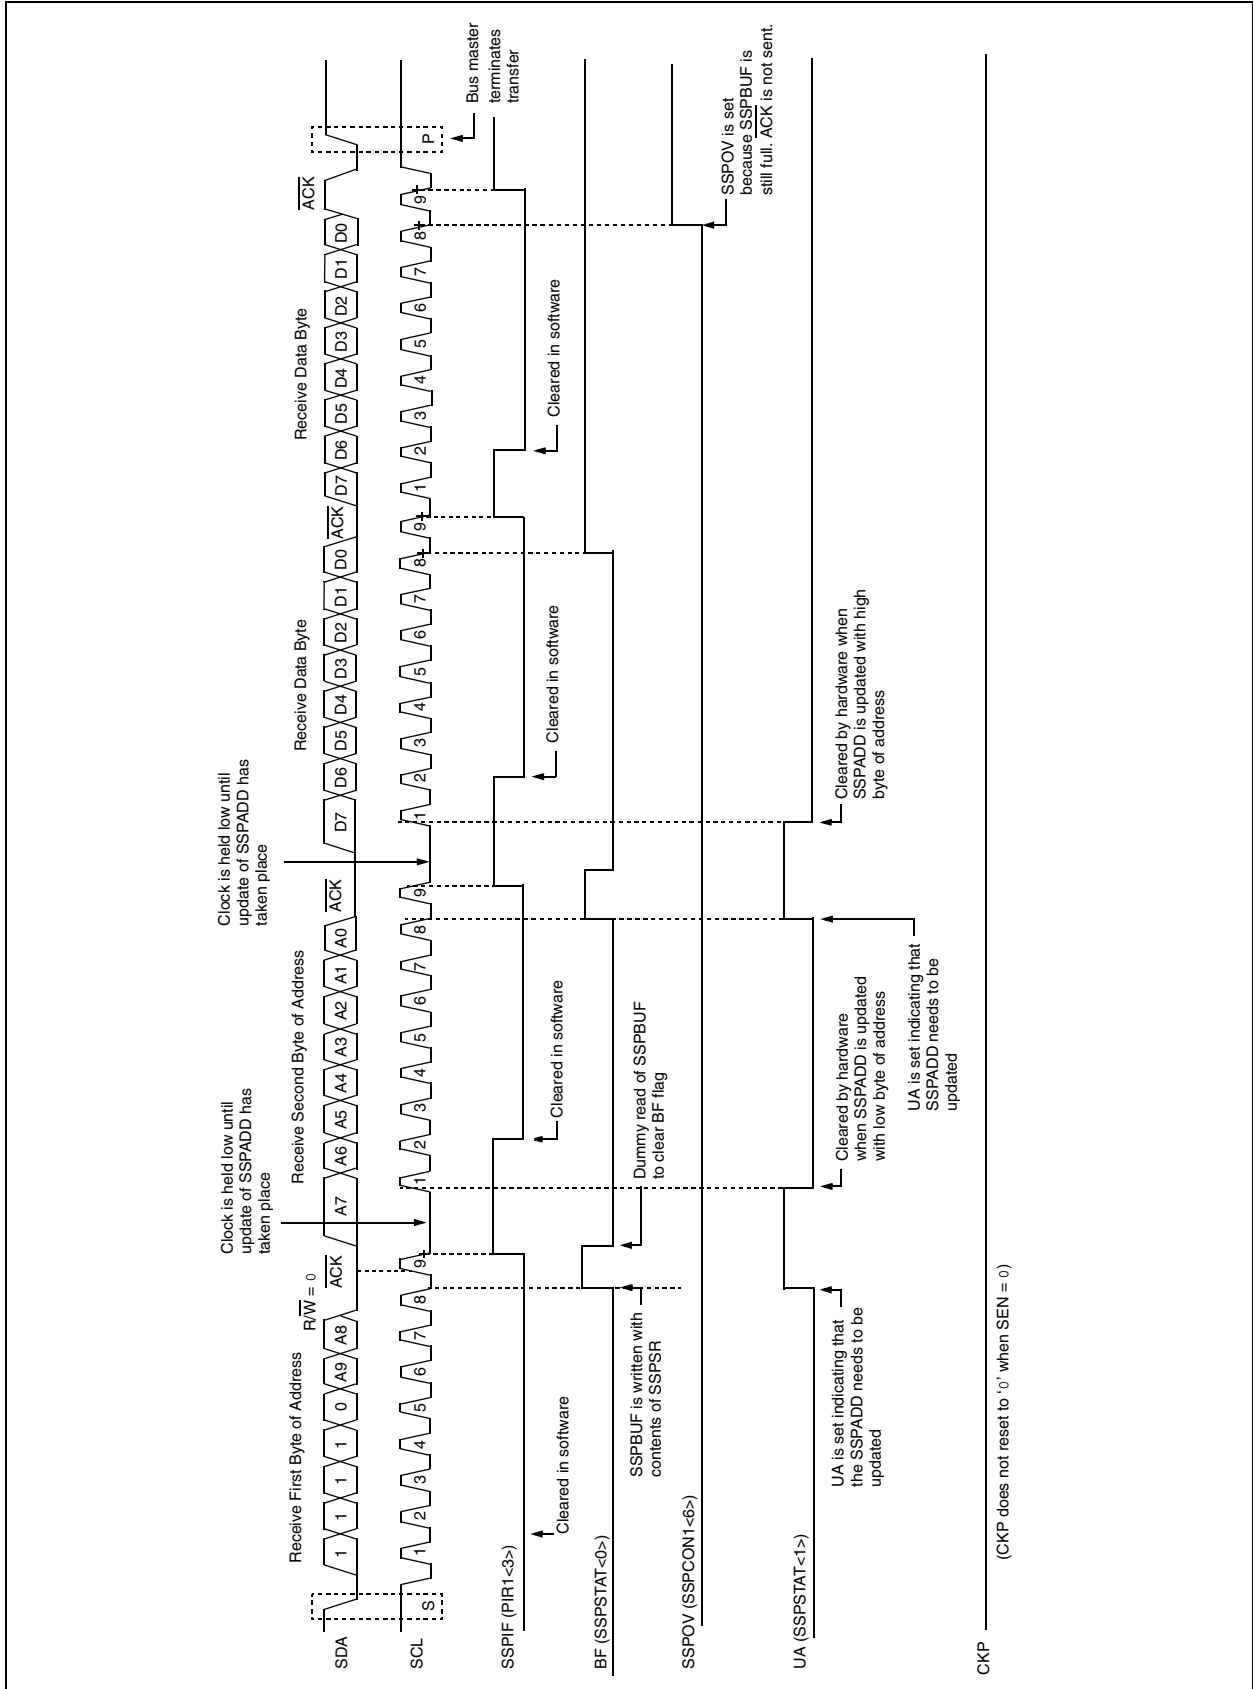 Clock is held low until
update of SSPADD has
taken place
Clock is held low until
update of SSPADD has
taken place
Receive First Byte of Address
R/W = 0
Receive Second Byte of Address
Receive Data Byte
Receive Data Byte
ACK
ACK
ACK
ACK
SDA
1 1 1 1 0 A9 A8
A7 A6 A5 A4 A3 A2 A1 A0
D7 D6 D5 D4 D3 D2 D1 D0
D7 D6 D5 D4 D3 D2 D1 D0
SCL
S
1 2 3 4 5 6 7 8 9
1 2 3 4 5 6 7 8 9
1 2 3 4 5 6 7 8 9
1 2 3 4 5 6 7 8 9
P
Bus master
terminates
transfer
SSPIF (PIR1<3>)
Cleared in software
Cleared in software
Cleared in software
Cleared in software
BF (SSPSTAT<0>)
SSPBUF is written with
contents of SSPSR
Dummy read of SSPBUF
to clear BF flag
SSPOV (SSPCON1<6>)
SSPOV is set
because SSPBUF is
still full. ACK is not sent.
UA (SSPSTAT<1>)
UA is set indicating that
the SSPADD needs to be
updated
Cleared by hardware
when SSPADD is updated
with low byte of address
UA is set indicating that
SSPADD needs to be
updated
Cleared by hardware when
SSPADD is updated with high
byte of address
CKP
(CKP does not reset to ‘0’ when SEN = 0)